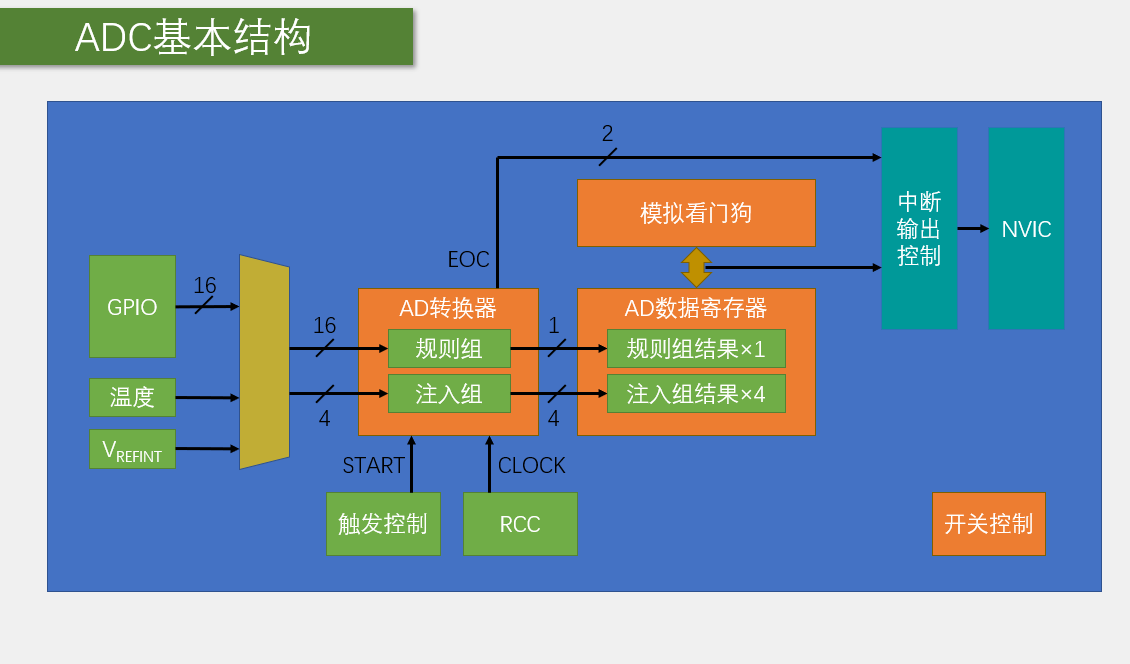 ADC基本结构
2
模拟看门狗
中断
输出
控制
NVIC
EOC
GPIO
16
AD转换器
AD数据寄存器
16
规则组
1
规则组结果×1
温度
4
注入组
4
注入组结果×4
VREFINT
START
CLOCK
触发控制
RCC
开关控制